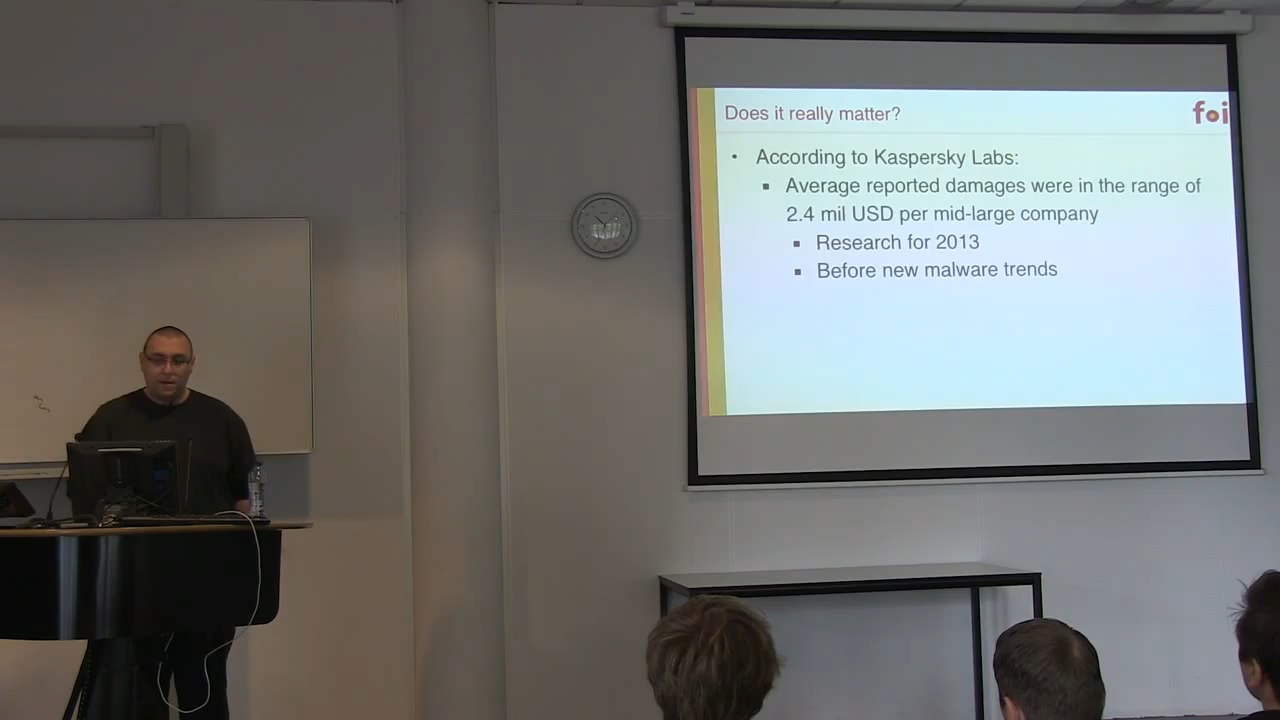 Does it really matter?
foi
• According to Kaspersky Labs:
▪ Average reported damages were in the range of
2.4 mil USD per mid-large company
▪ Research for 2013
▪ Before new malware trends